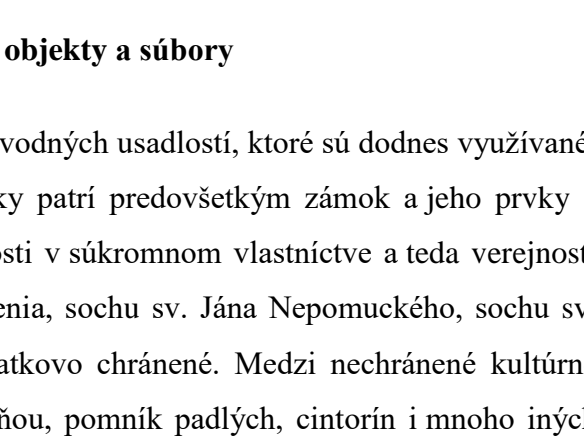 objekty a súbory
vodných usadlostí, ktoré sú dodnes využívané
ky patrí predovšetkým zámok a jeho prvky
osti v súkromnom vlastníctve a teda verejnost
enia, sochu sv. Jána Nepomuckého, sochu sv
atkovo chránené. Medzi nechránené kultúrn
ňou, pomník padlých, cintorín i mnoho iných